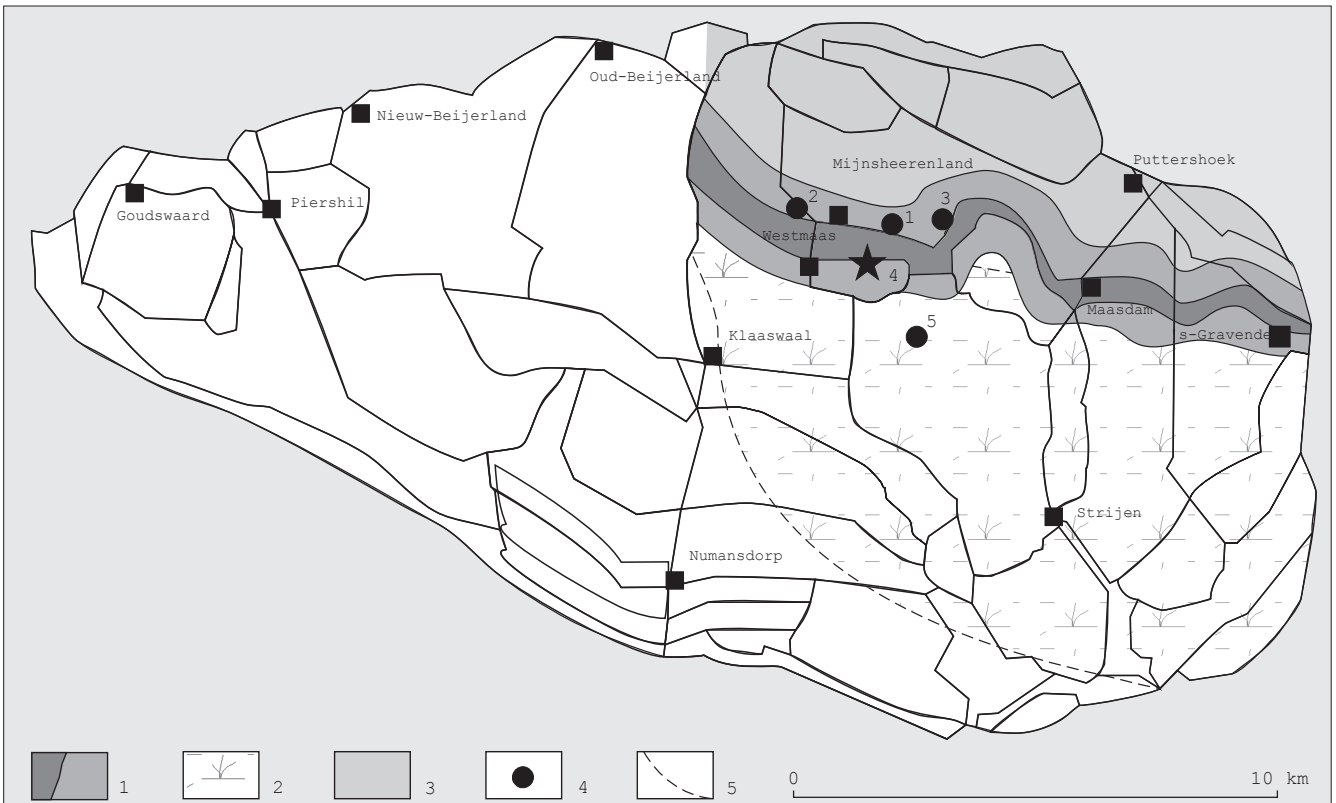 Oud-Beijerland
Nieuw-Beijerland
Mijnsheerenland
Puttershoek
Goudswaard
Piershil
2
3
1
Westmaas
4
Maasdam
5
Klaaswaal
s-Gravende
Strijen
Numansdorp
1
2
3
4
5
0
10 km